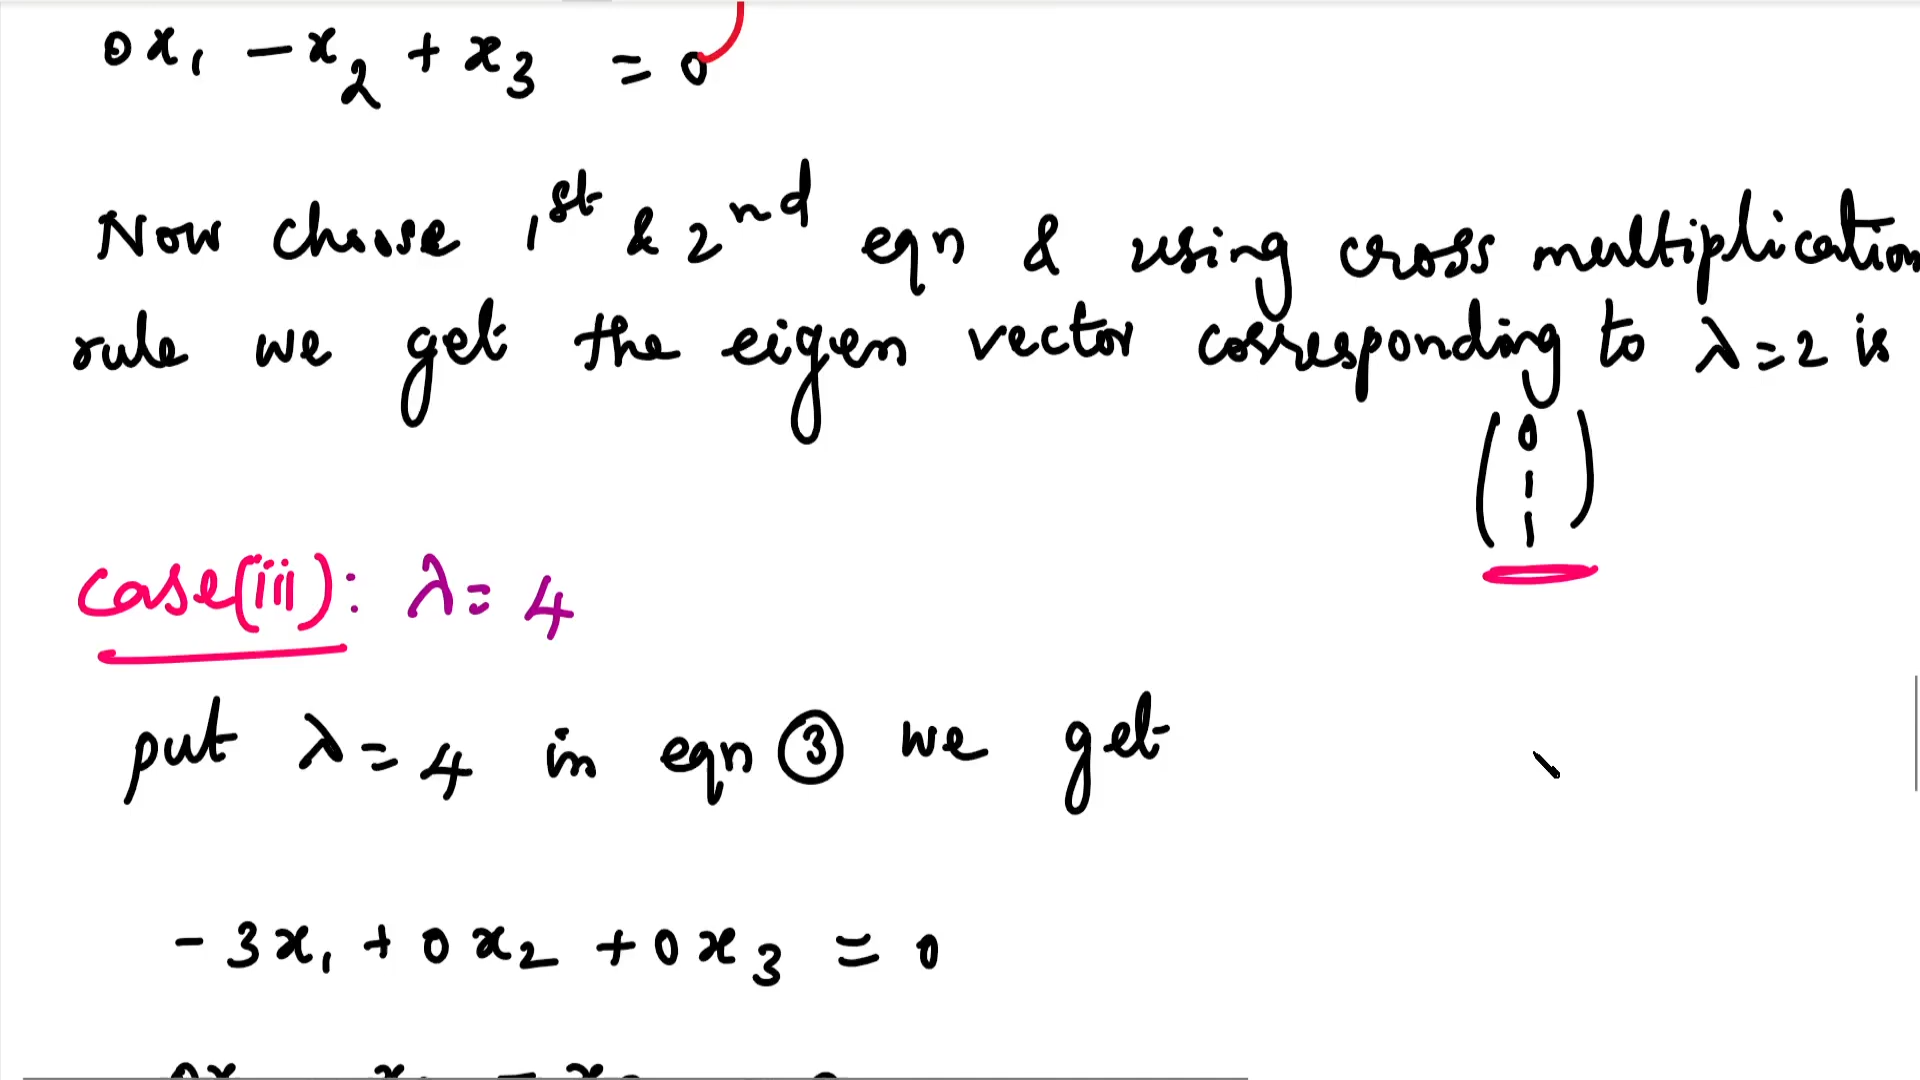 0x₁ - x₂ + x₃ = 0
Now choose 1ˢᵗ & 2ⁿᵈ eqn & using cross multiplication
rule we get the eigen vector corresponding to λ=2 is
(0
1
1)
case(iii): λ= 4
put λ= 4 in eqn ③ we get
- 3x₁ + 0x₂ + 0x₃ = 0